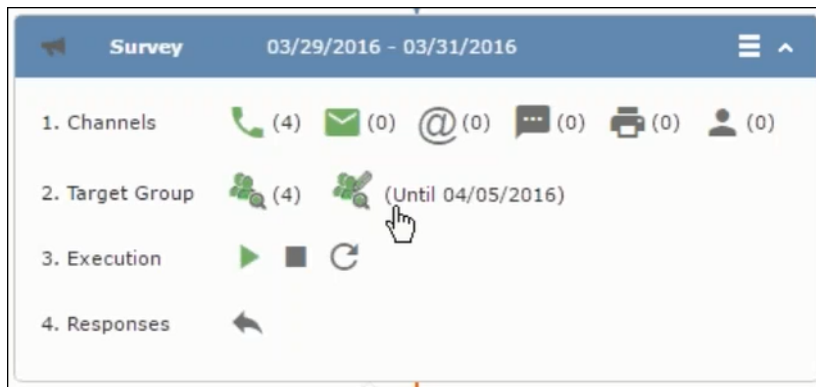 Survey 03/29/2016 - 03/31/2016
1. Channels (4) (0) @ (0) (0) (0) (0)
2. Target Group (4) (Until 04/05/2016)
3. Execution
4. Responses